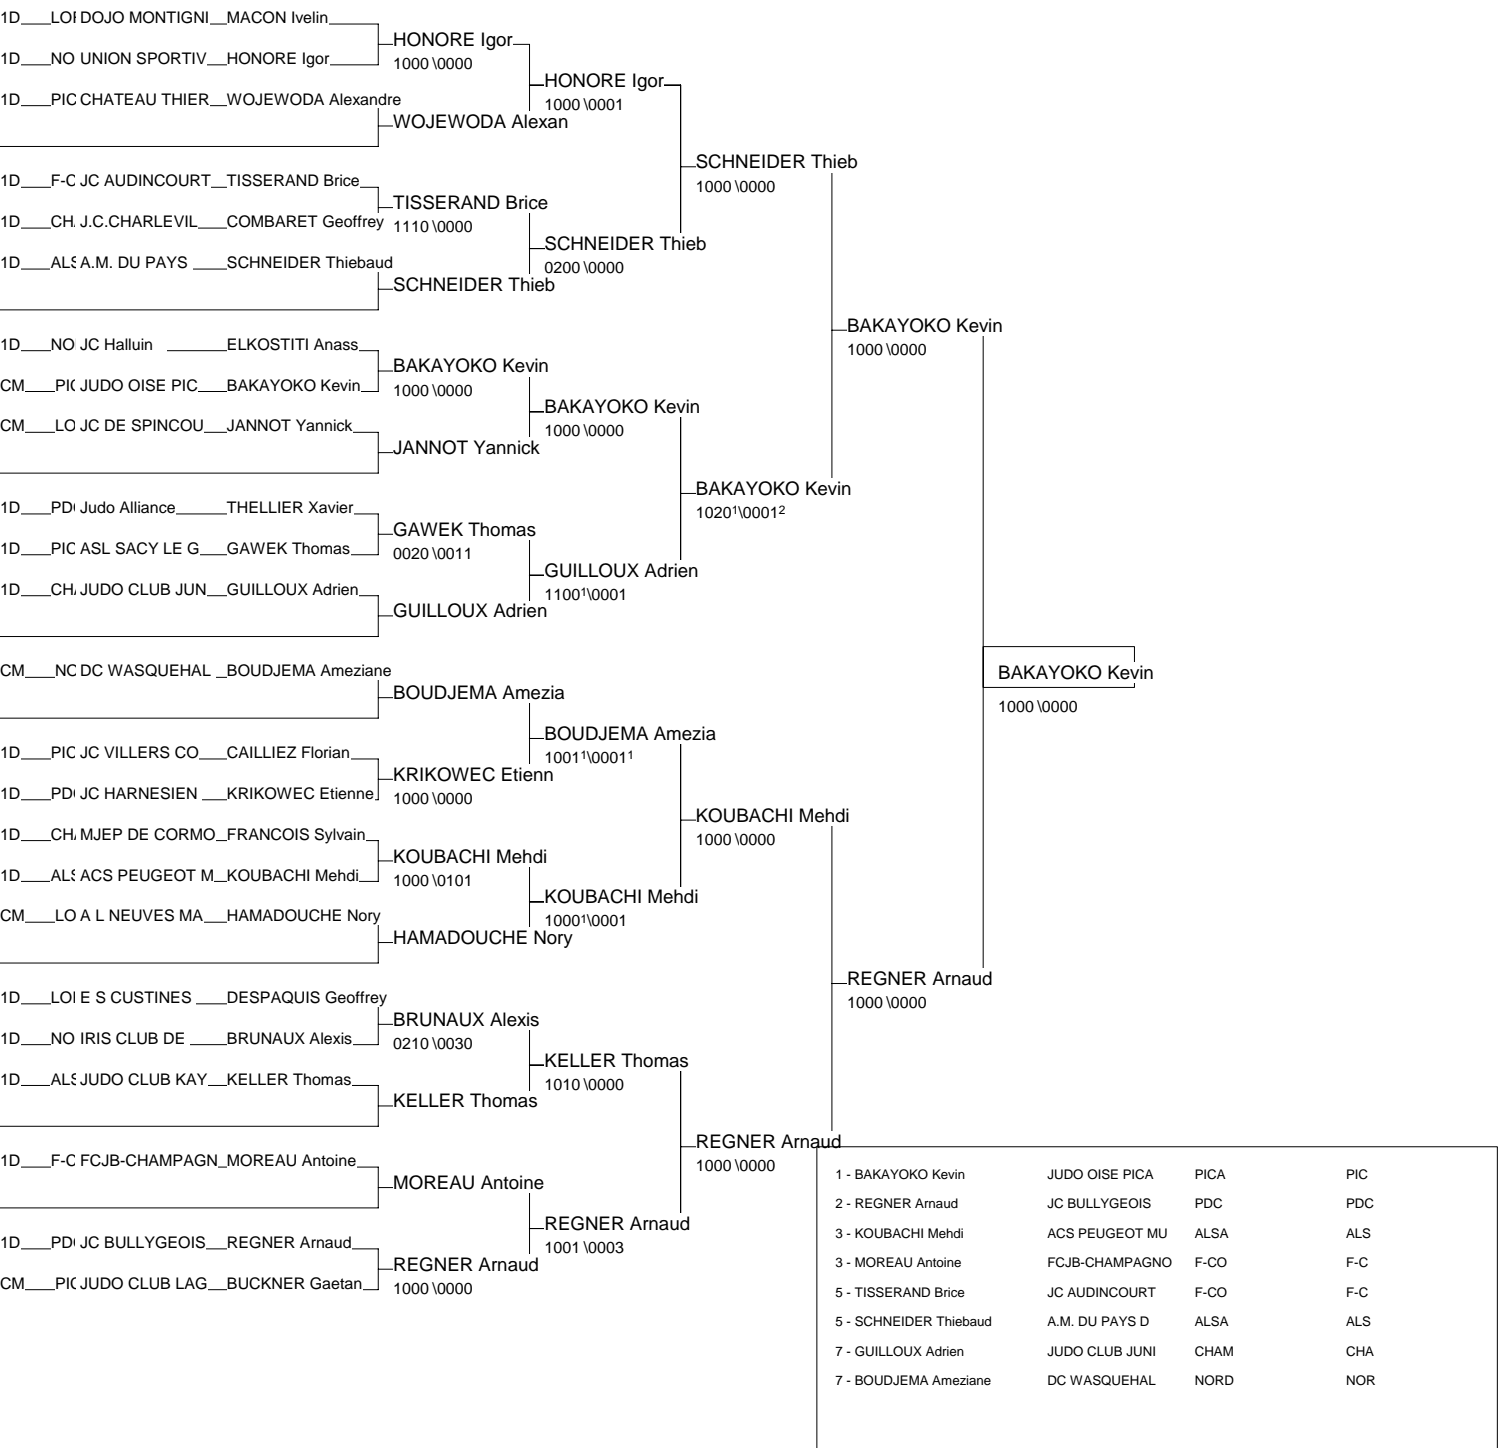 1D LOI DOJO MONTIGNI MACON Ivelin
HONORE Igor
1D NO UNION SPORTIV HONORE Igor
1000 \0000
HONORE Igor
1D PIC CHATEAU THIER WOJEWODA Alexandre
1000 \0001
WOJEWODA Alexan
SCHNEIDER Thieb
1000 \0000
1D F-C JC AUDINCOURT TISSERAND Brice
TISSERAND Brice
1D CH. J.C.CHARLEVIL COMBARET Geoffrey
1110 \0000
SCHNEIDER Thieb
1D ALS A.M. DU PAYS SCHNEIDER Thiebaud
0200 \0000
SCHNEIDER Thieb
BAKAYOKO Kevin
1000 \0000
1D NO JC Halluin ELKOSTITI Anass
BAKAYOKO Kevin
CM PIC JUDO OISE PIC BAKAYOKO Kevin
1000 \0000
BAKAYOKO Kevin
CM LO JC DE SPINCOU JANNOT Yannick
1000 \0000
JANNOT Yannick
BAKAYOKO Kevin
1020¹\0001²
1D PD Judo Alliance THELLIER Xavier
GAWEK Thomas
1D PIC ASL SACY LE G GAWEK Thomas
0020 \0011
GUILLOUX Adrien
1D CH JUDO CLUB JUN GUILLOUX Adrien
1100¹\0001
GUILLOUX Adrien
BAKAYOKO Kevin
1000 \0000
CM NO DC WASQUEHAL BOUDJEMA Ameziane
BOUDJEMA Amezia
BOUDJEMA Amezia
1001¹\0001¹
1D PIC JC VILLERS CO CAILLIEZ Florian
KRIKOWEC Etienn
1D PD JC HARNESIEN KRIKOWEC Etienne
1000 \0000
KOUBACHI Mehdi
1000 \0000
1D CH MJEP DE CORMO FRANCOIS Sylvain
KOUBACHI Mehdi
1D ALS ACS PEUGEOT M KOUBACHI Mehdi
1000 \0101
KOUBACHI Mehdi
CM LO A L NEUVES MA HAMADOUCHE Nory
1000¹\0001
HAMADOUCHE Nory
REGNER Arnaud
1000 \0000
1D LOI E S CUSTINES DESPAQUIS Geoffrey
BRUNAUX Alexis
1D NO IRIS CLUB DE BRUNAUX Alexis
0210 \0030
KELLER Thomas
1D ALS JUDO CLUB KAY KELLER Thomas
1010 \0000
KELLER Thomas
REGNER Arnaud
1000 \0000
1D F-C FCJB-CHAMPAGN MOREAU Antoine
MOREAU Antoine
REGNER Arnaud
1D PD JC BULLYGEOIS REGNER Arnaud
1001 \0003
REGNER Arnaud
CM PIC JUDO CLUB LAG BUCKNER Gaetan
1000 \0000
1 - BAKAYOKO Kevin JUDO OISE PICA PICA PIC
2 - REGNER Arnaud JC BULLYGEOIS PDC PDC
3 - KOUBACHI Mehdi ACS PEUGEOT MU ALSA ALS
3 - MOREAU Antoine FCJB-CHAMPAGNO F-CO F-C
5 - TISSERAND Brice JC AUDINCOURT F-CO F-C
5 - SCHNEIDER Thiebaud A.M. DU PAYS D ALSA ALS
7 - GUILLOUX Adrien JUDO CLUB JUNI CHAM CHA
7 - BOUDJEMA Ameziane DC WASQUEHAL NORD NOR